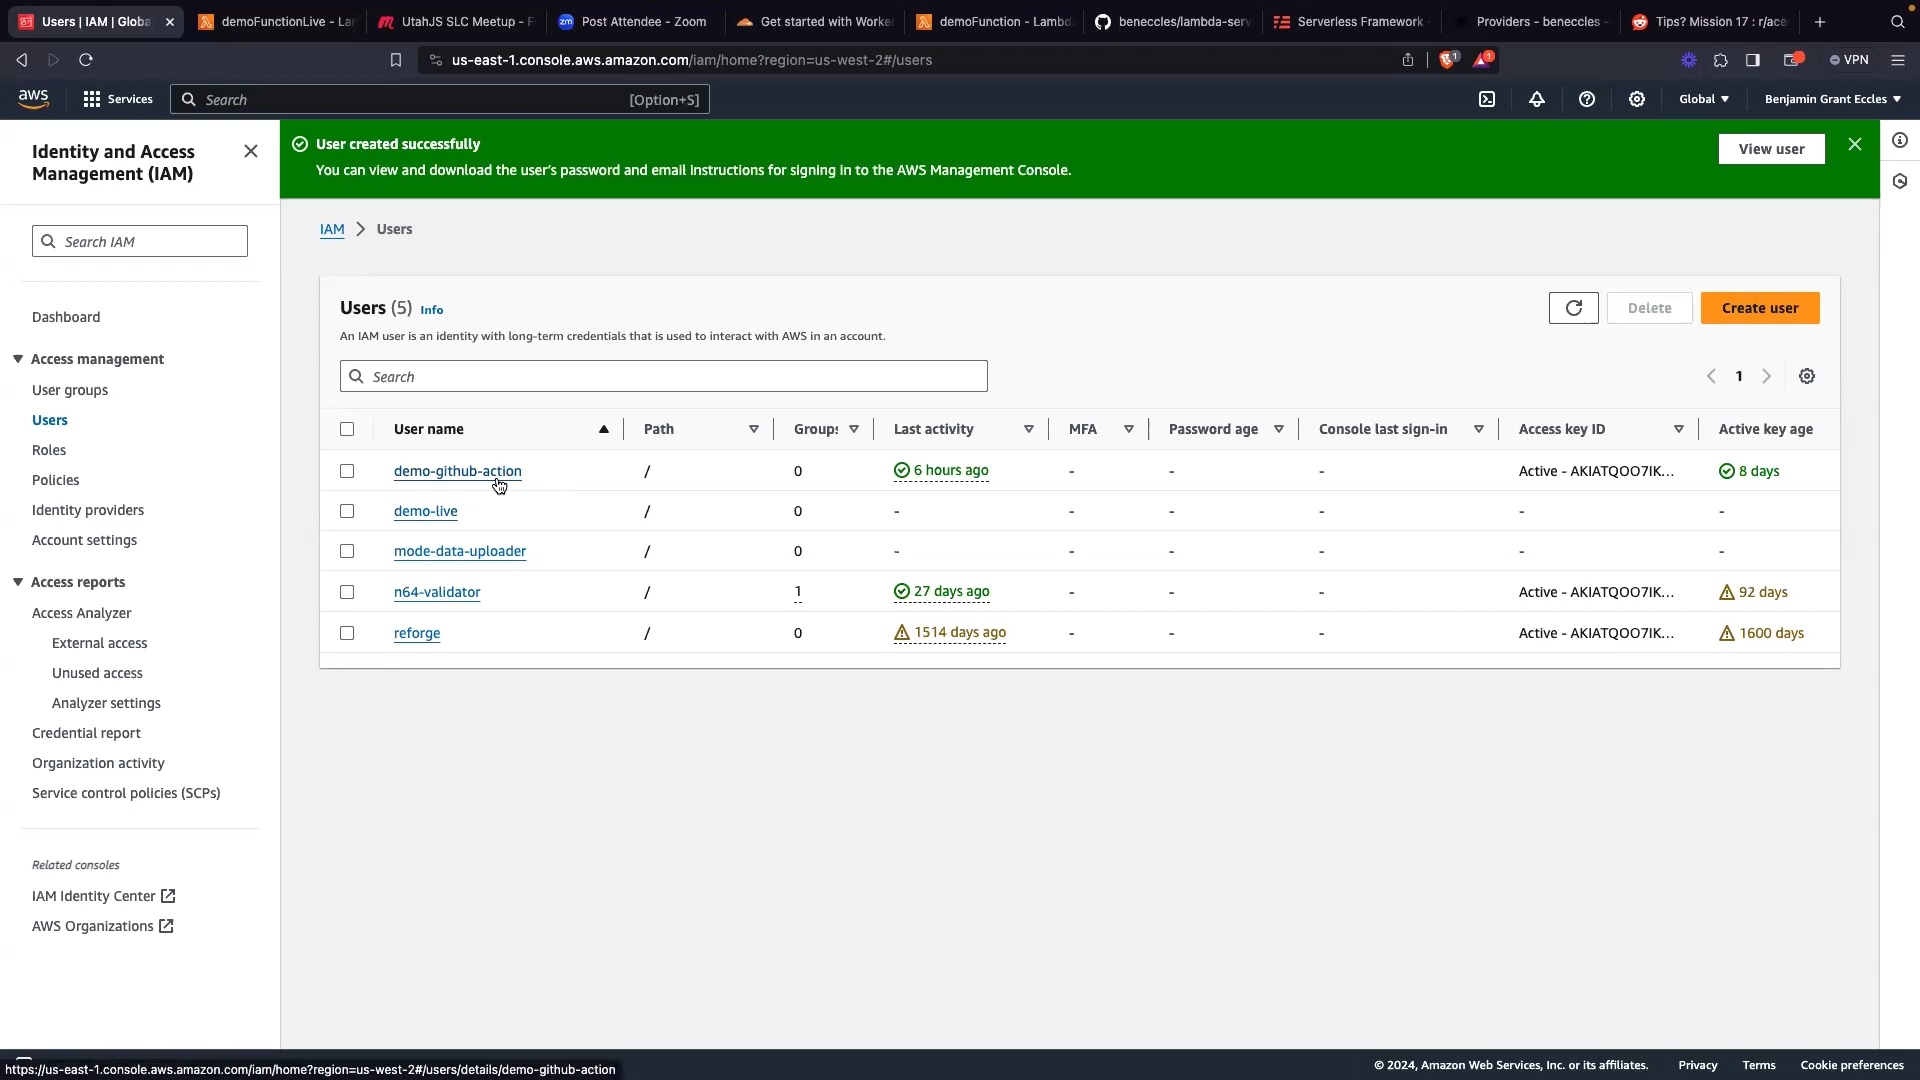 Users | IAM | Globa
demoFunctionLive - La
UtahJS SLC Meetup - F
Post Attendee - Zoom
Get started with Worke
demoFunction - Lambd
beneccles/lambda-serv
Serverless Framework
Providers - beneccles -
Tips? Mission 17 : r/ace
us-east-1.console.aws.amazon.com/iam/home?region=us-west-2#/users
1
1
VPN
aws
Services
Search
[Option+S]
Global
Benjamin Grant Eccles
Identity and Access
Management (IAM)
Search IAM
Dashboard
Access management
User groups
Users
Roles
Policies
Identity providers
Account settings
Access reports
Access Analyzer
External access
Unused access
Analyzer settings
Credential report
Organization activity
Service control policies (SCPs)
Related consoles
IAM Identity Center
AWS Organizations
User created successfully
You can view and download the user's password and email instructions for signing in to the AWS Management Console.
View user
IAM > Users
Users (5) Info
An IAM user is an identity with long-term credentials that is used to interact with AWS in an account.
Delete
Create user
Search
1
User name Path Groups Last activity MFA Password age Console last sign-in Access key ID Active key age
demo-github-action / 0 6 hours ago - - - Active - AKIATQOO7IK... 8 days
demo-live / 0 - - - - - -
mode-data-uploader / 0 - - - - - -
n64-validator / 1 27 days ago - - - Active - AKIATQOO7IK... 92 days
reforge / 0 1514 days ago - - - Active - AKIATQOO7IK... 1600 days
https://us-east-1.console.aws.amazon.com/iam/home?region=us-west-2#/users/details/demo-github-action
© 2024, Amazon Web Services, Inc. or its affiliates.
Privacy
Terms
Cookie preferences